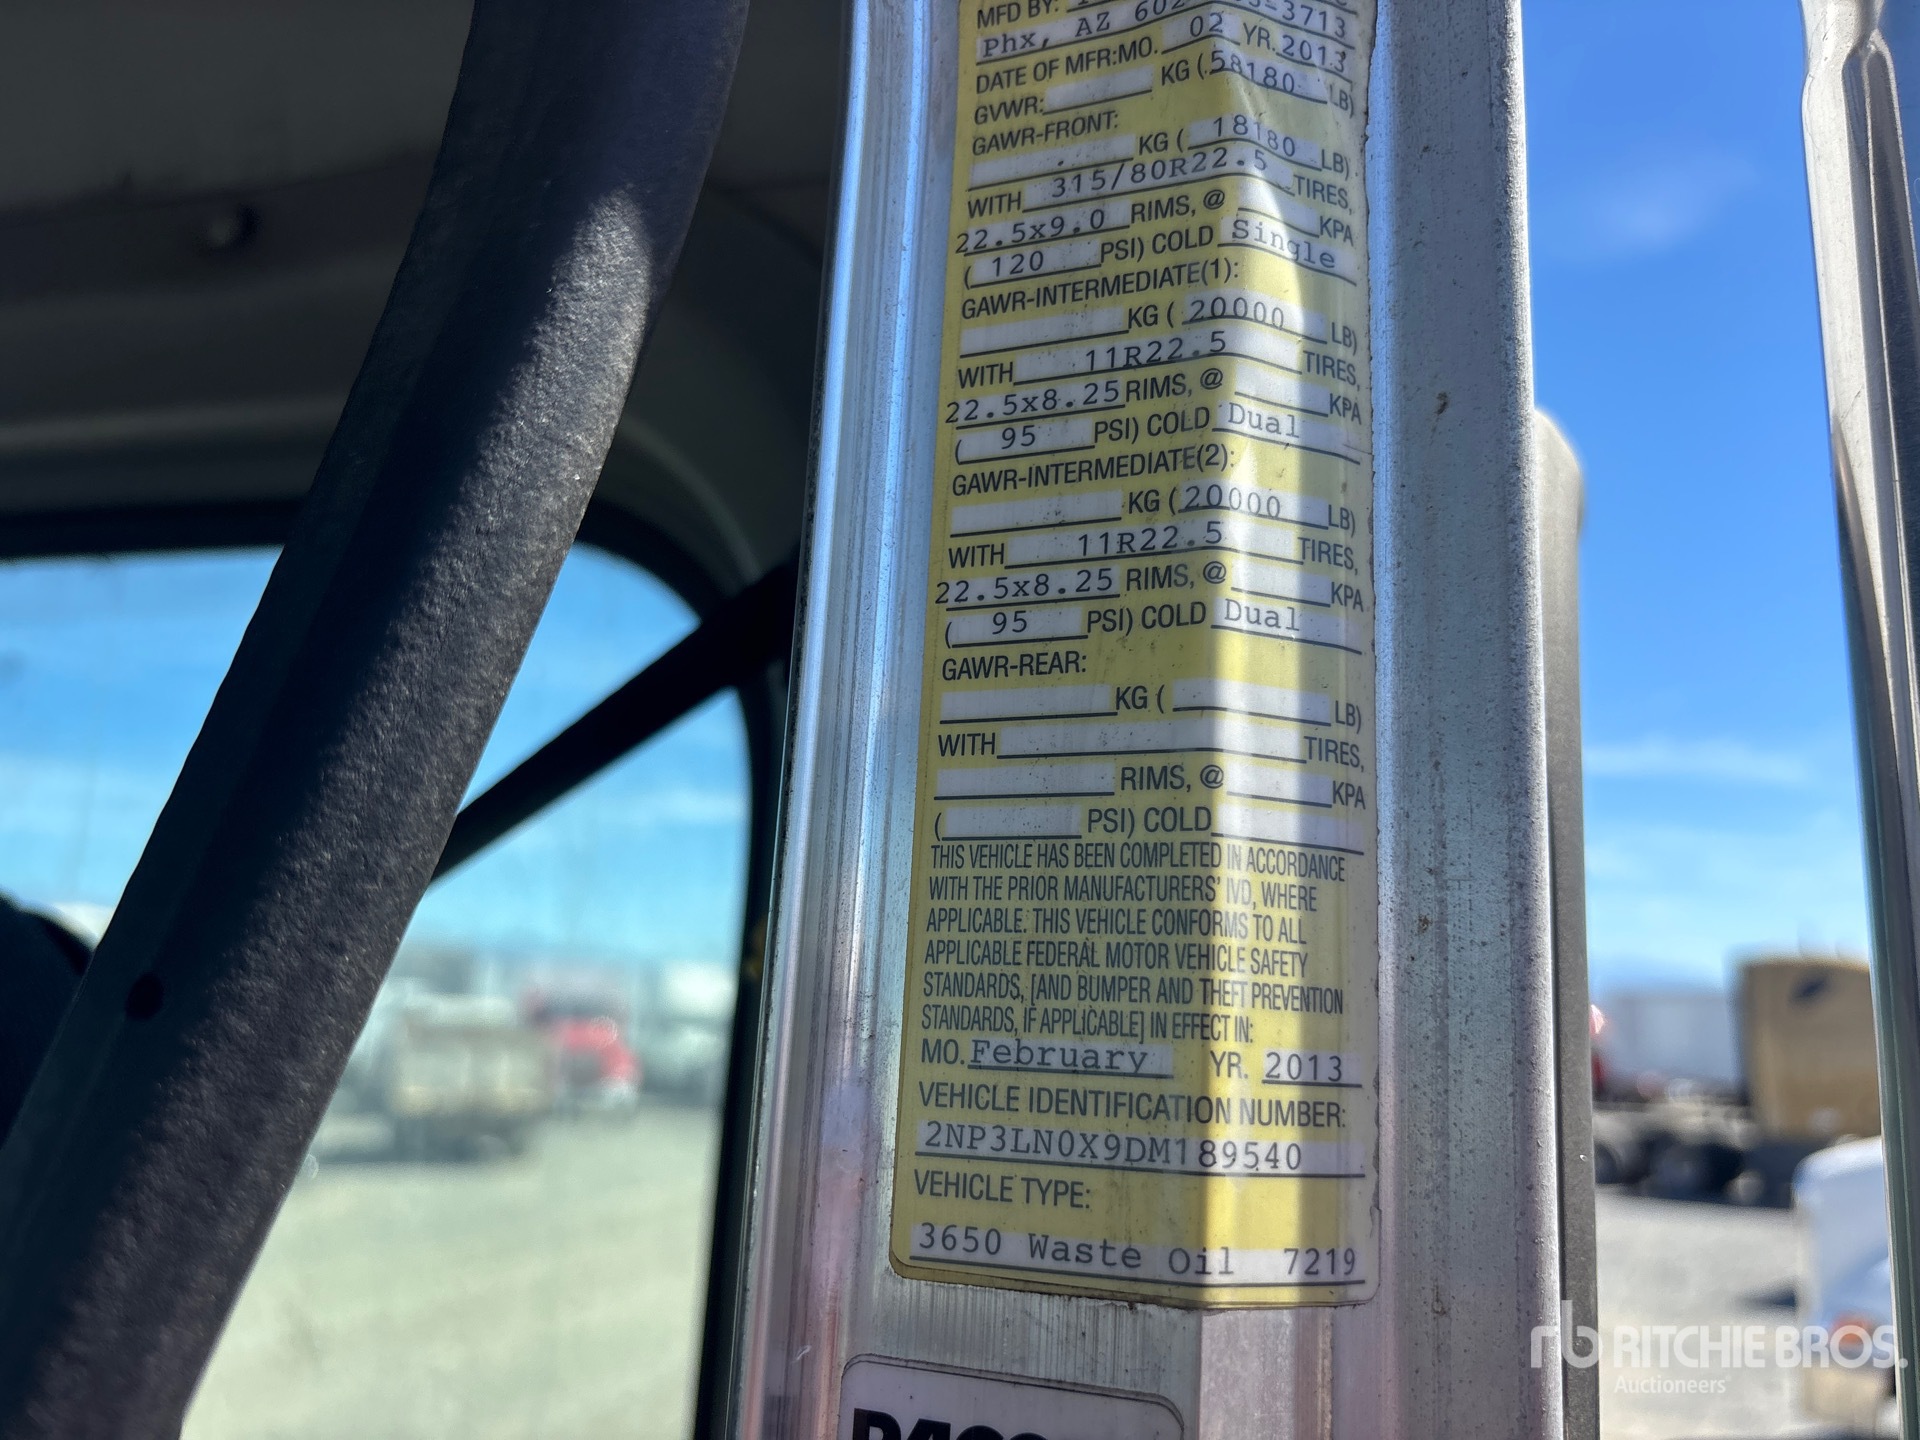 MFD BY:
Phx, AZ 3713
DATE OF MFR:MO. 02 YR. 2013
GVWR: KG (58180 LB)
GAWR-FRONT:
KG ( 18180 LB)
WITH 315/80R22.5 TIRES,
22.5x9.0 RIMS, @ KPA
( 120 PSI) COLD Single
GAWR-INTERMEDIATE(1):
KG ( 20000 LB)
WITH 11R22.5 TIRES,
22.5x8.25 RIMS, @ KPA
( 95 PSI) COLD Dual
GAWR-INTERMEDIATE(2):
KG (20000 LB)
WITH 11R22.5 TIRES,
22.5x8.25 RIMS, @ KPA
( 95 PSI) COLD Dual
GAWR-REAR:
KG ( LB)
WITH TIRES,
RIMS, @ KPA
( PSI) COLD
THIS VEHICLE HAS BEEN COMPLETED IN ACCORDANCE
WITH THE PRIOR MANUFACTURERS' IVD, WHERE
APPLICABLE. THIS VEHICLE CONFORMS TO ALL
APPLICABLE FEDERAL MOTOR VEHICLE SAFETY
STANDARDS, [AND BUMPER AND THEFT PREVENTION
STANDARDS, IF APPLICABLE] IN EFFECT IN:
MO. February YR. 2013
VEHICLE IDENTIFICATION NUMBER:
2NP3LN0X9DM189540
VEHICLE TYPE:
3650 Waste Oil 7219
rb RITCHIE BROS.
Auctioneers